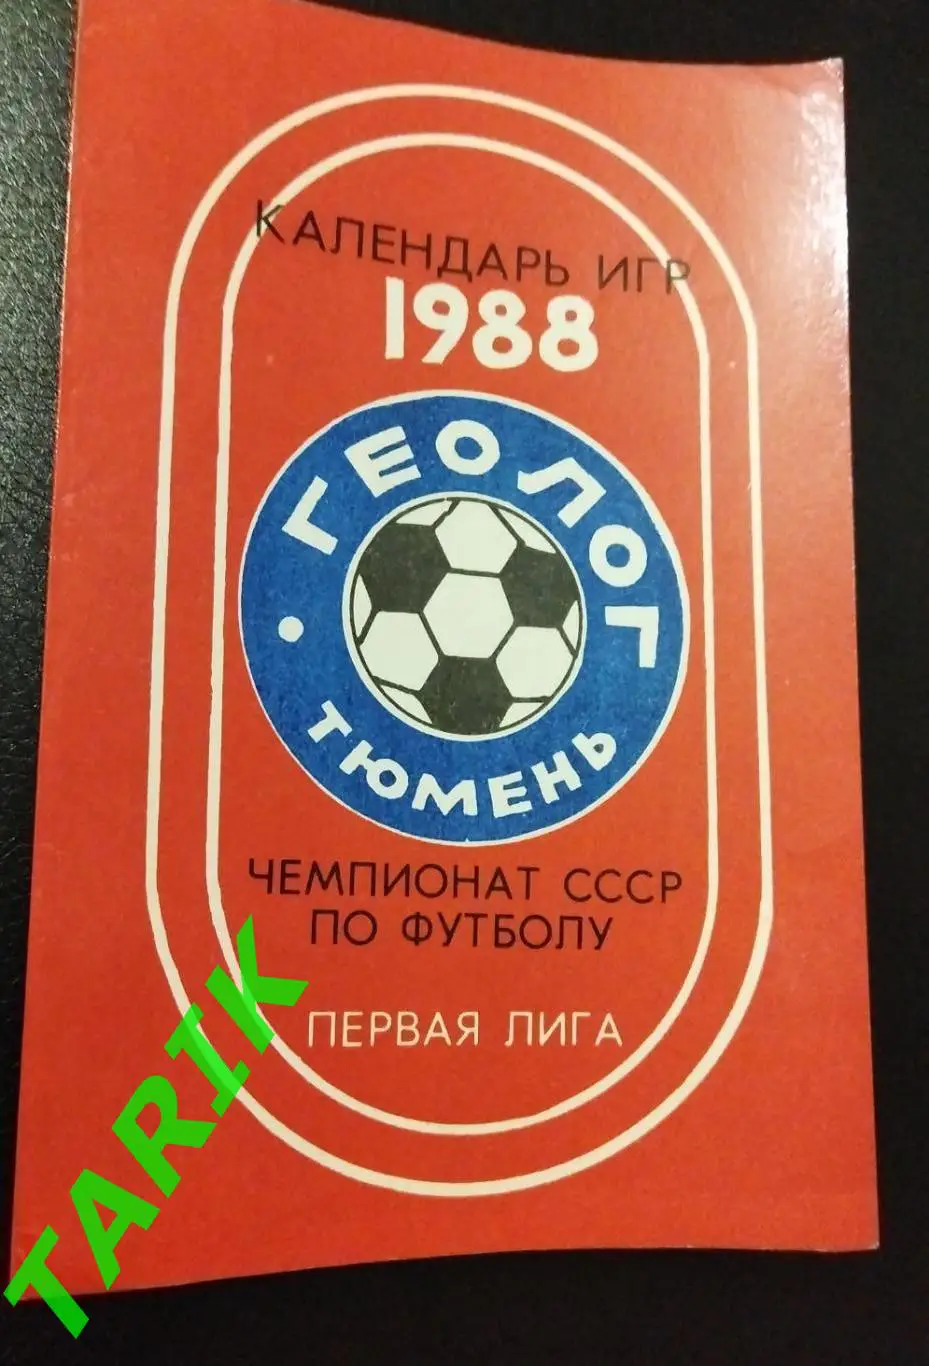 КАЛЕНДАРЬ ИГР
1988
ГЕОЛОГ
ТЮМЕНЬ
ЧЕМПИОНАТ СССР
ПО ФУТБОЛУ
ПЕРВАЯ ЛИГА
TARIK